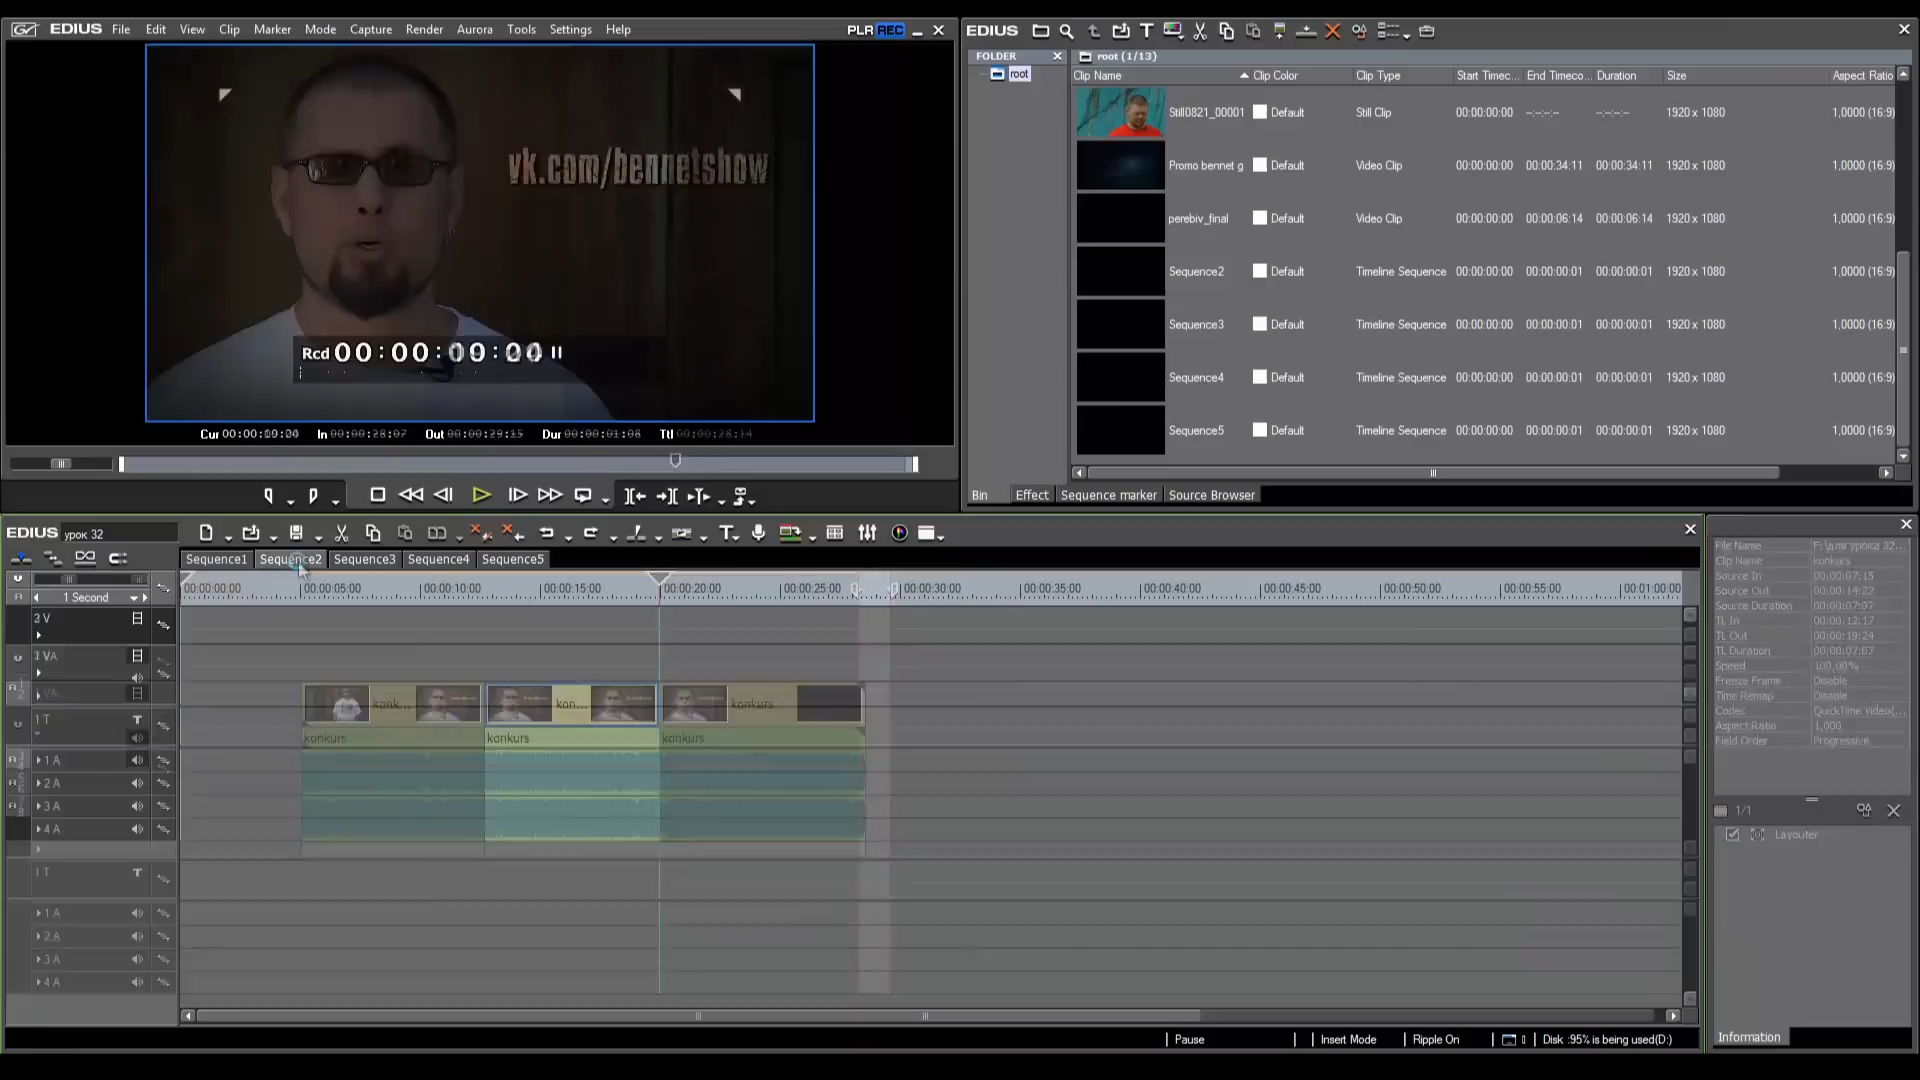 EDIUS File Edit View Clip Marker Mode Capture Render Aurora Tools Settings Help PLR REC
vk.com/bennetshow
Rcd 00:00:09:00
Cur 00:00:09:00 In 00:00:28:07 Out 00:00:29:15 Dur 00:00:01:08 Ttl 00:00:28:14
EDIUS
FOLDER root (1/13)
root
Clip Name Clip Color Clip Type Start Timec... End Timeco... Duration Size Aspect Ratio
Still0821_00001 Default Still Clip 00:00:00:00 --:--:--:-- --:--:--:-- 1920 x 1080 1,0000 (16:9)
Promo bennet g Default Video Clip 00:00:00:00 00:00:34:11 00:00:34:11 1920 x 1080 1,0000 (16:9)
perebiv_final Default Video Clip 00:00:00:00 00:00:06:14 00:00:06:14 1920 x 1080 1,0000 (16:9)
Sequence2 Default Timeline Sequence 00:00:00:00 00:00:00:01 00:00:00:01 1920 x 1080 1,0000 (16:9)
Sequence3 Default Timeline Sequence 00:00:00:00 00:00:00:01 00:00:00:01 1920 x 1080 1,0000 (16:9)
Sequence4 Default Timeline Sequence 00:00:00:00 00:00:00:01 00:00:00:01 1920 x 1080 1,0000 (16:9)
Sequence5 Default Timeline Sequence 00:00:00:00 00:00:00:01 00:00:00:01 1920 x 1080 1,0000 (16:9)
Bin Effect Sequence marker Source Browser
EDIUS урок 32
Sequence1 Sequence2 Sequence3 Sequence4 Sequence5
1 Second
00:00:00:00 00:00:05:00 00:00:10:00 00:00:15:00 00:00:20:00 00:00:25:00 00:00:30:00 00:00:35:00 00:00:40:00 00:00:45:00 00:00:50:00 00:00:55:00 00:01:00:00
2 V
1 VA
konk... kon... konkurs
1 T
konkurs konkurs konkurs
1 A
2 A
3 A
4 A
1 T
1 A
2 A
3 A
4 A
File Name F:\для урока 32...
Clip Name konkurs
Source In 00:00:07:15
Source Out 00:00:14:22
Source Duration 00:00:07:07
TL In 00:00:12:17
TL Out 00:00:19:24
TL Duration 00:00:07:07
Speed 100,00%
Freeze Frame Disable
Time Remap Disable
Codec QuickTime Video(...
Aspect Ratio 1,000
Field Order Progressive
1/1
Layouter
Information
Pause Insert Mode Ripple On Disk :95% is being used(D:)